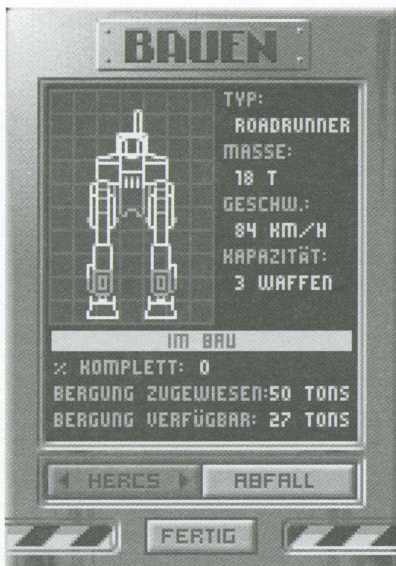 BAUEN
TYP:
ROADRUNNER
MASSE:
18 T
GESCHW.:
84 KM/H
KAPAZITÄT:
3 WAFFEN
IM BAU
% KOMPLETT: 0
BERGUNG ZUGEWIESEN:50 TONS
BERGUNG VERFÜGBAR: 27 TONS
HERCS
ABFALL
FERTIG